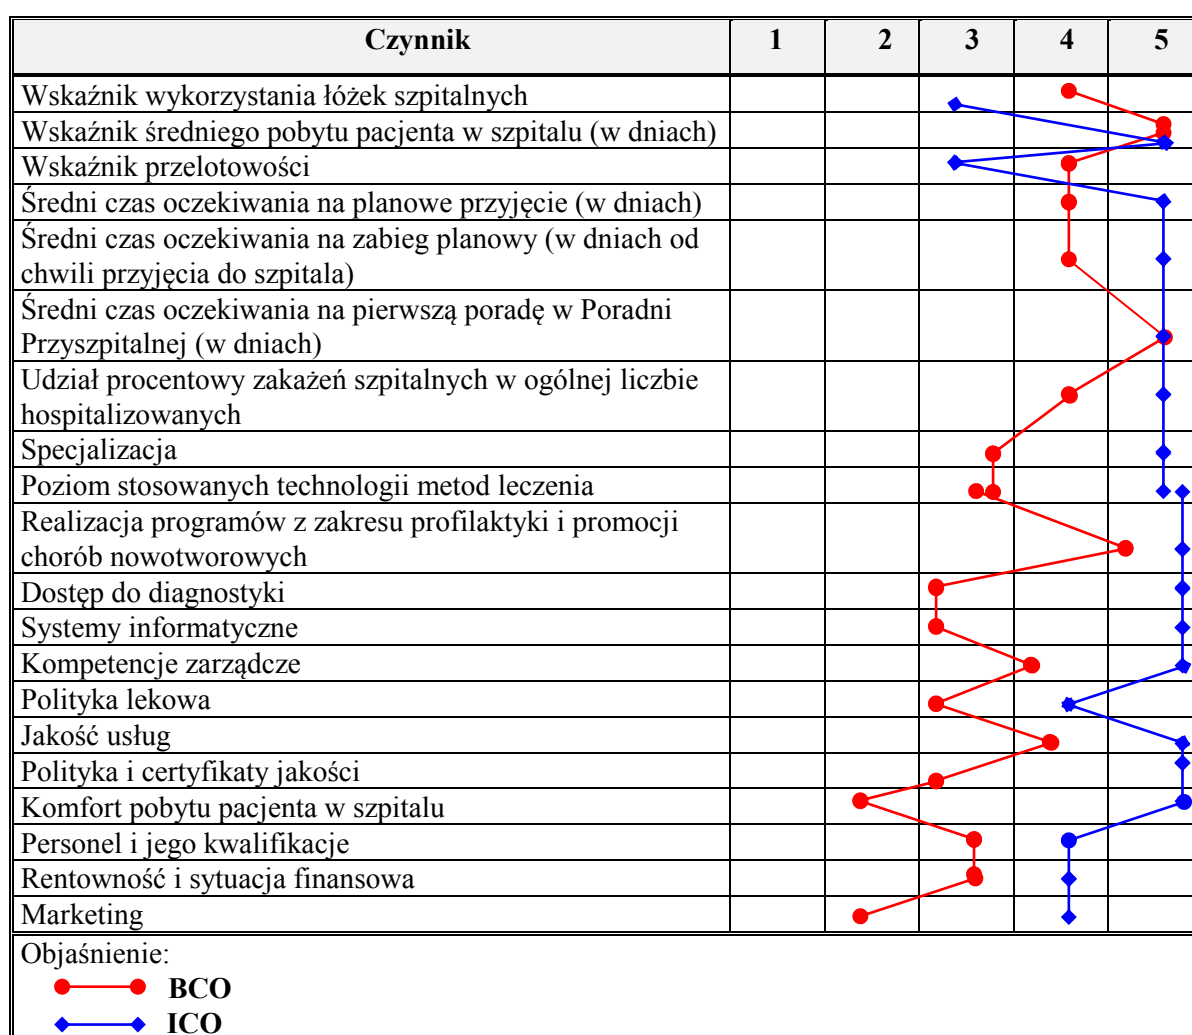 Czynnik 1 2 3 4 5
Wskaźnik wykorzystania łóżek szpitalnych
Wskaźnik średniego pobytu pacjenta w szpitalu (w dniach)
Wskaźnik przelotowości
Średni czas oczekiwania na planowe przyjęcie (w dniach)
Średni czas oczekiwania na zabieg planowy (w dniach od
chwili przyjęcia do szpitala)
Średni czas oczekiwania na pierwszą poradę w Poradni
Przyszpitalnej (w dniach)
Udział procentowy zakażeń szpitalnych w ogólnej liczbie
hospitalizowanych
Specjalizacja
Poziom stosowanych technologii metod leczenia
Realizacja programów z zakresu profilaktyki i promocji
chorób nowotworowych
Dostęp do diagnostyki
Systemy informatyczne
Kompetencje zarządcze
Polityka lekowa
Jakość usług
Polityka i certyfikaty jakości
Komfort pobytu pacjenta w szpitalu
Personel i jego kwalifikacje
Rentowność i sytuacja finansowa
Marketing
Objaśnienie:
BCO
ICO